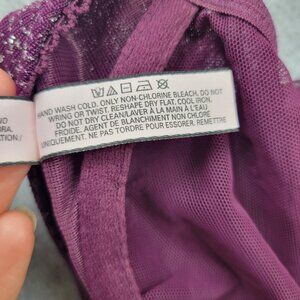 HAND WASH COLD. ONLY NON-CHLORINE BLEACH. DO NOT
WRING OR TWIST. RESHAPE DRY FLAT. COOL IRON.
DO NOT DRY CLEAN/LAVER À LA MAIN À L'EAU
FROIDE. AGENT DE BLANCHIMENT NON CHLORE
UNIQUEMENT. NE PAS TORDRE POUR ESSORER. REMETTRE